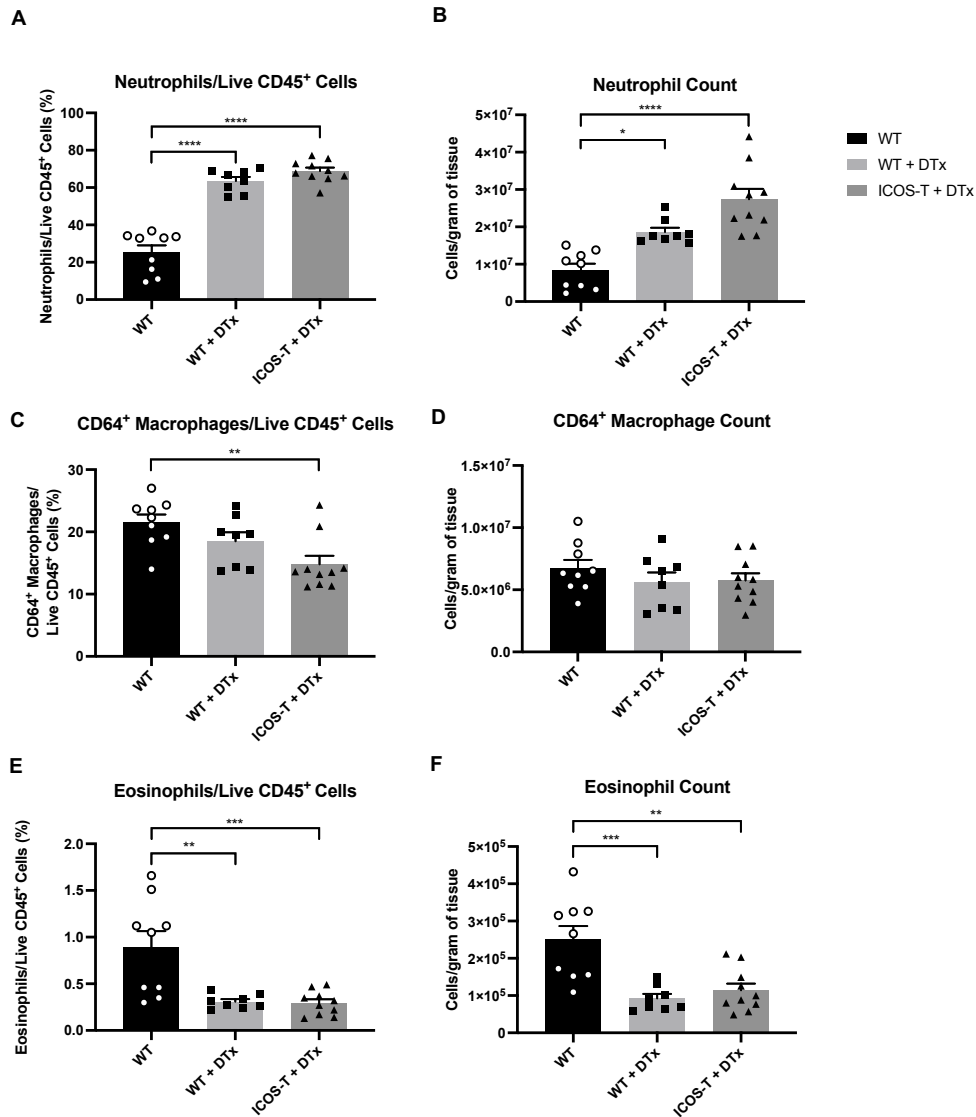 A
Neutrophils/Live CD45⁺ Cells
Neutrophils/Live CD45⁺ Cells (%)
100
80
60
40
20
0
****
****
WT
WT + DTx
ICOS-T + DTx
B
Neutrophil Count
Cells/gram of tissue
5×10⁷
4×10⁷
3×10⁷
2×10⁷
1×10⁷
0
****
*
WT
WT + DTx
ICOS-T + DTx
WT
WT + DTx
ICOS-T + DTx
C
CD64⁺ Macrophages/Live CD45⁺ Cells
CD64⁺ Macrophages/
Live CD45⁺ Cells (%)
30
20
10
0
**
WT
WT + DTx
ICOS-T + DTx
D
CD64⁺ Macrophage Count
Cells/gram of tissue
1.5×10⁷
1.0×10⁷
5.0×10⁶
0.0
WT
WT + DTx
ICOS-T + DTx
E
Eosinophils/Live CD45⁺ Cells
Eosinophils/Live CD45⁺ Cells (%)
2.0
1.5
1.0
0.5
0.0
***
**
WT
WT + DTx
ICOS-T + DTx
F
Eosinophil Count
Cells/gram of tissue
5×10⁵
4×10⁵
3×10⁵
2×10⁵
1×10⁵
0
**
***
WT
WT + DTx
ICOS-T + DTx